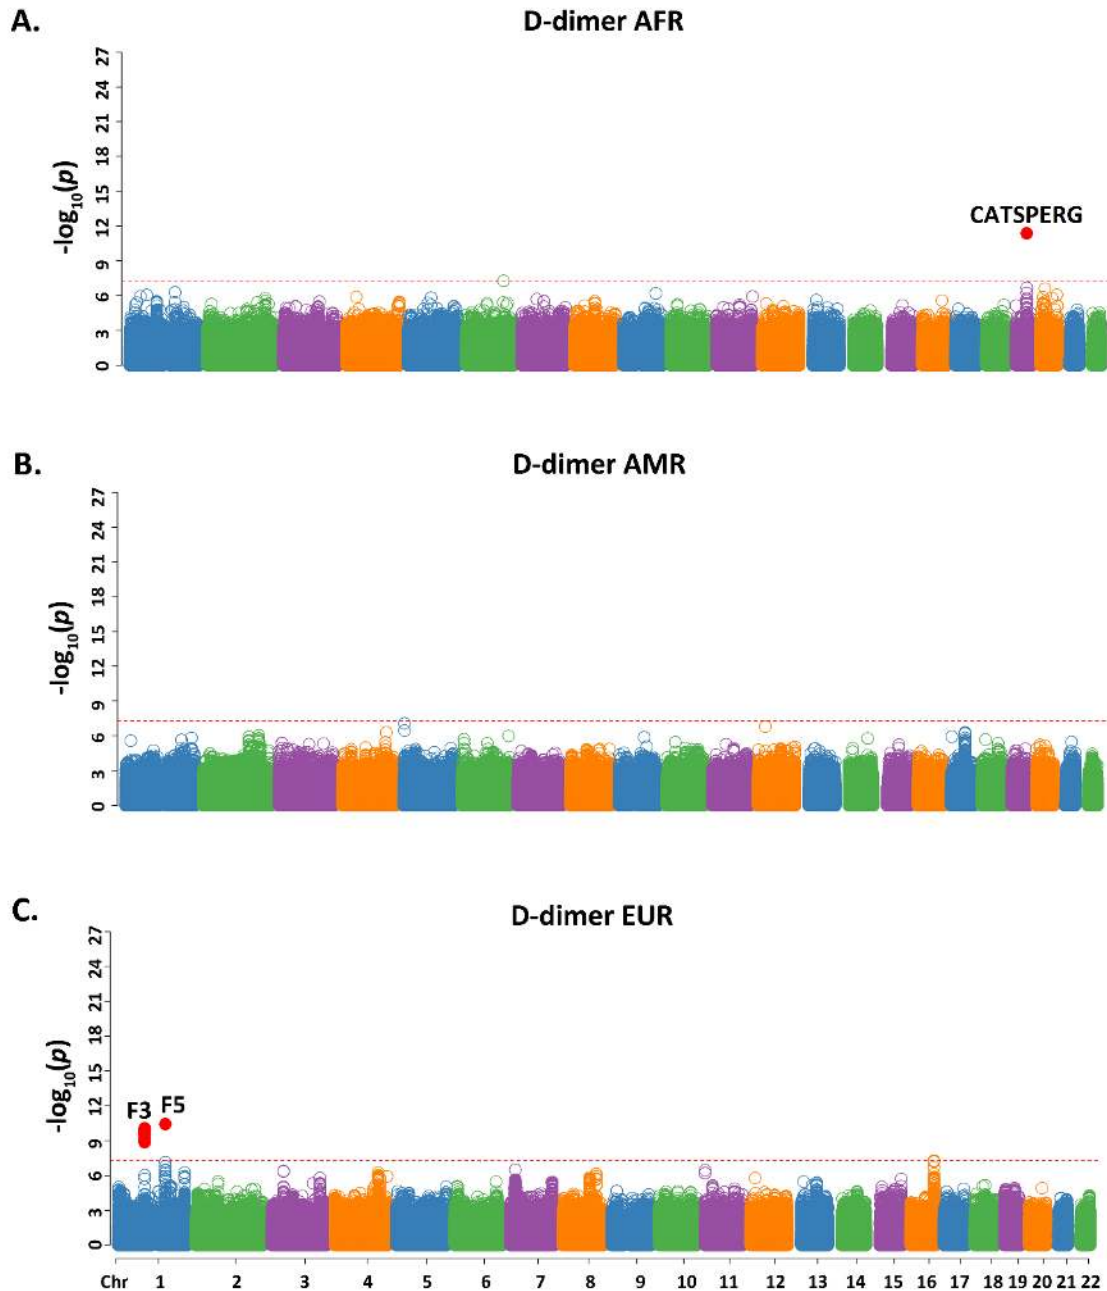 A.
D-dimer AFR
27
24
21
18
15
12
9
6
3
0
-log10(p)
CATSPERG
B.
D-dimer AMR
27
24
21
18
15
12
9
6
3
0
-log10(p)
C.
D-dimer EUR
27
24
21
18
15
12
9
6
3
0
-log10(p)
F3 F5
Chr 1 2 3 4 5 6 7 8 9 10 11 12 13 14 15 16 17 18 19 20 21 22